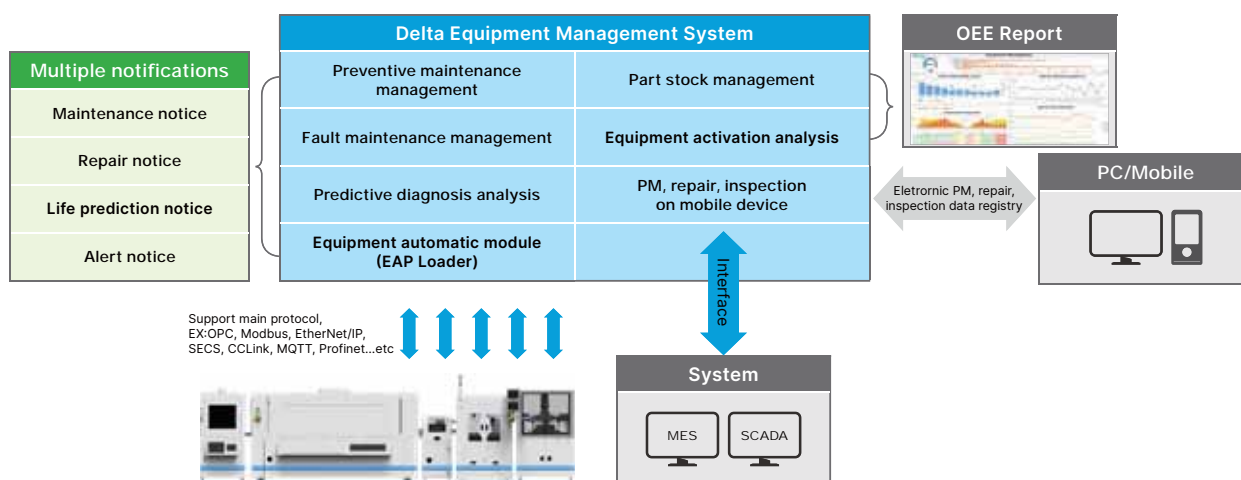 Multiple notifications
Maintenance notice
Repair notice
Life prediction notice
Alert notice
Delta Equipment Management System
Preventive maintenance
management
Part stock management
Fault maintenance management
Equipment activation analysis
Predictive diagnosis analysis
PM, repair, inspection
on mobile device
Equipment automatic module
(EAP Loader)
OEE Report
Eletrornic PM, repair,
inspection data registry
PC/Mobile
Interface
Support main protocol,
EX:OPC, Modbus, EtherNet/IP,
SECS, CCLink, MQTT, Profinet...etc
System
MES
SCADA